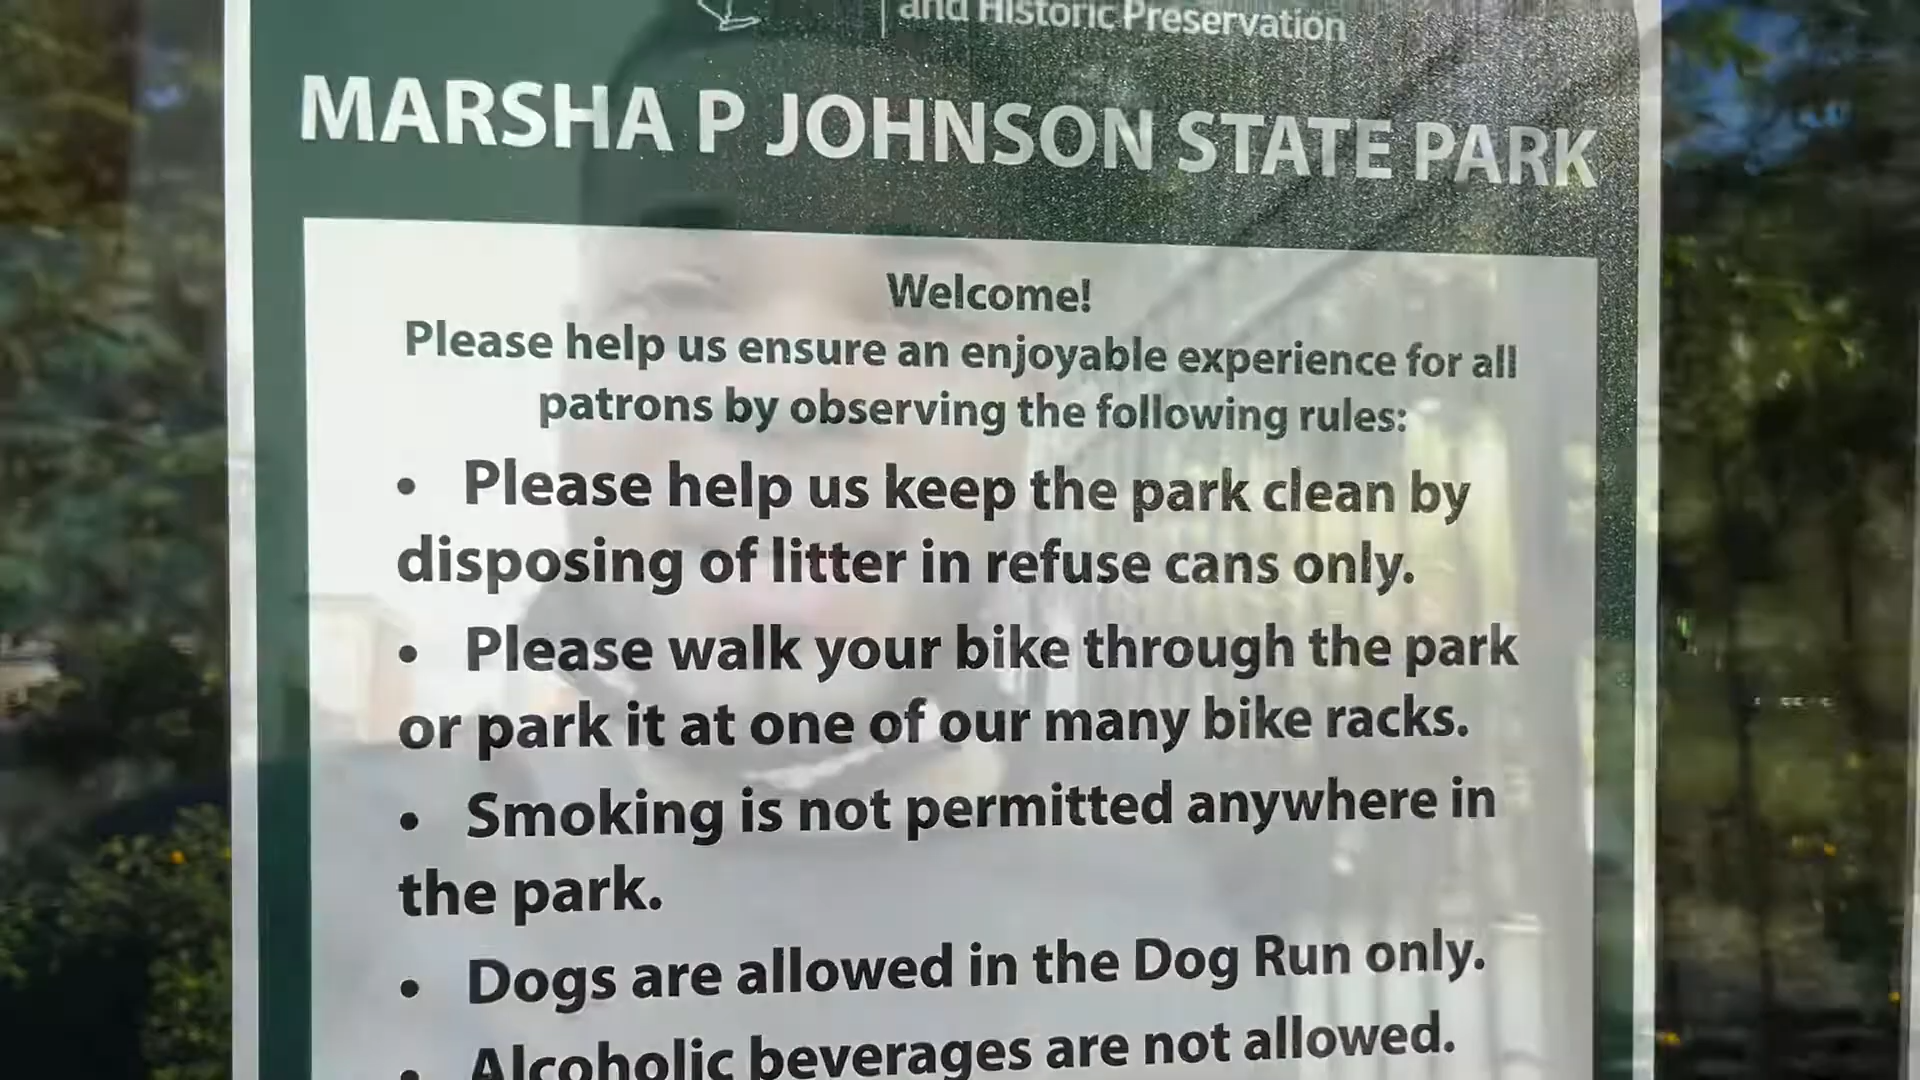 and Historic Preservation
MARSHA P JOHNSON STATE PARK
Welcome!
Please help us ensure an enjoyable experience for all
patrons by observing the following rules:
• Please help us keep the park clean by
disposing of litter in refuse cans only.
• Please walk your bike through the park
or park it at one of our many bike racks.
• Smoking is not permitted anywhere in
the park.
• Dogs are allowed in the Dog Run only.
• Alcoholic beverages are not allowed.